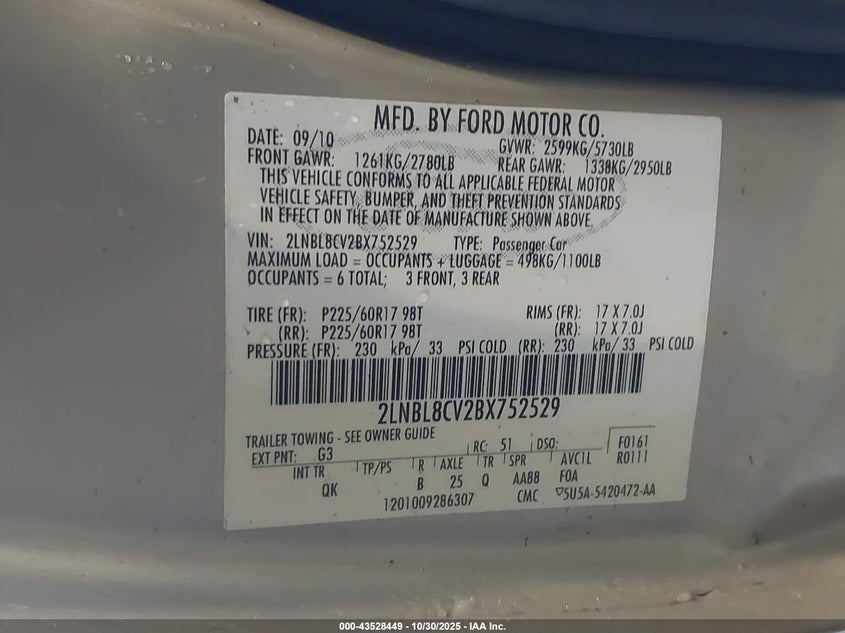 MFD. BY FORD MOTOR CO.
DATE: 09/10 GVWR: 2599KG/5730LB
FRONT GAWR: 1261KG/2780LB REAR GAWR: 1338KG/2950LB
THIS VEHICLE CONFORMS TO ALL APPLICABLE FEDERAL MOTOR
VEHICLE SAFETY, BUMPER, AND THEFT PREVENTION STANDARDS
IN EFFECT ON THE DATE OF MANUFACTURE SHOWN ABOVE.
VIN: 2LNBL8CV2BX752529 TYPE: Passenger Car
MAXIMUM LOAD = OCCUPANTS + LUGGAGE = 498KG/1100LB
OCCUPANTS = 6 TOTAL; 3 FRONT, 3 REAR
TIRE (FR): P225/60R17 98T RIMS (FR): 17 X 7.0J
(RR): P225/60R17 98T (RR): 17 X 7.0J
PRESSURE (FR): 230 kPa/ 33 PSI COLD (RR): 230 kPa/ 33 PSI COLD
2LNBL8CV2BX752529
TRAILER TOWING - SEE OWNER GUIDE
EXT PNT: G3 RC: 51 DSO: F0161
R0111
INT TR TP/PS R AXLE TR SPR AVCIL
QK B 25 Q AA88 FOA
1201009286307 CMC 5U5A-5420472-AA
000-43528449 - 10/30/2025 - IAA Inc.